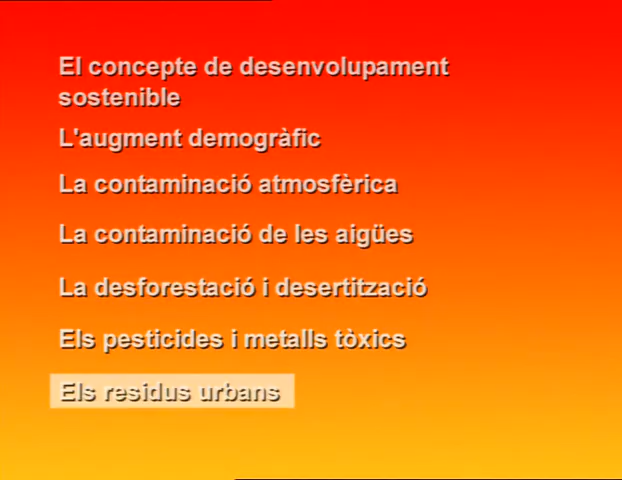 El concepte de desenvolupament
sostenible
L'augment demogràfic
La contaminació atmosfèrica
La contaminació de les aigües
La desforestació i desertització
Els pesticides i metalls tòxics
Els residus urbans